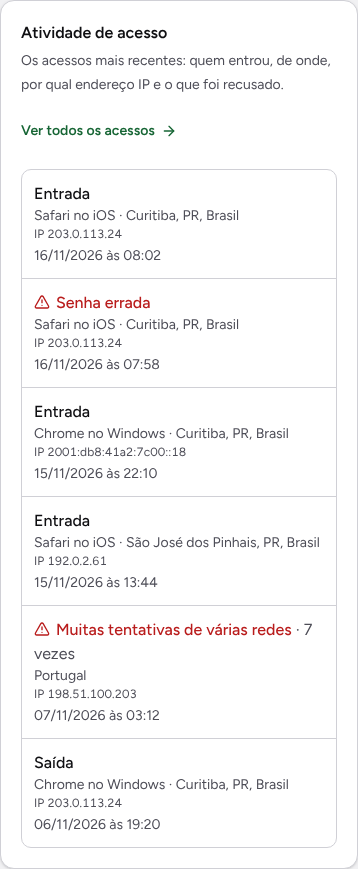 Atividade de acesso
Os acessos mais recentes: quem entrou, de onde,
por qual endereço IP e o que foi recusado.
Ver todos os acessos →
Entrada
Safari no iOS · Curitiba, PR, Brasil
IP 203.0.113.24
16/11/2026 às 08:02
Senha errada
Safari no iOS · Curitiba, PR, Brasil
IP 203.0.113.24
16/11/2026 às 07:58
Entrada
Chrome no Windows · Curitiba, PR, Brasil
IP 2001:db8:41a2:7c00::18
15/11/2026 às 22:10
Entrada
Safari no iOS · São José dos Pinhais, PR, Brasil
IP 192.0.2.61
15/11/2026 às 13:44
Muitas tentativas de várias redes · 7
vezes
Portugal
IP 198.51.100.203
07/11/2026 às 03:12
Saída
Chrome no Windows · Curitiba, PR, Brasil
IP 203.0.113.24
06/11/2026 às 19:20